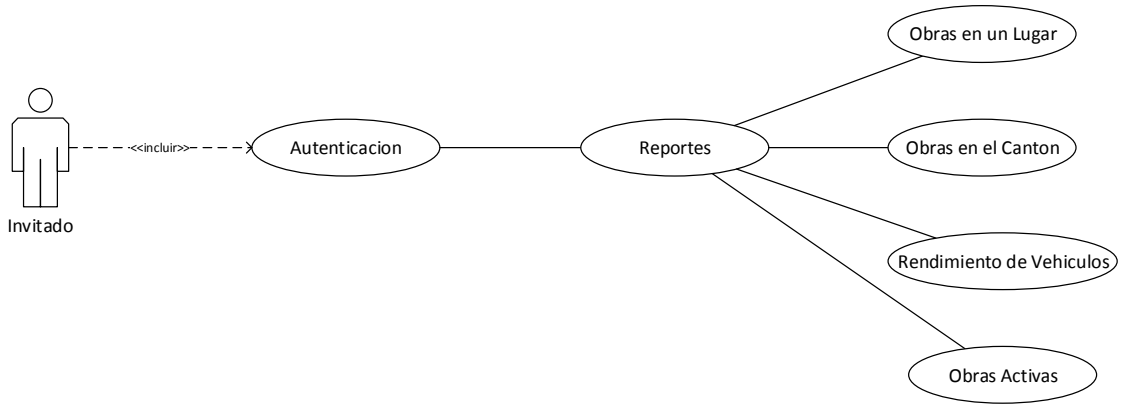 Obras en un Lugar
<<incluir>>
Autenticacion
Reportes
Obras en el Canton
Invitado
Rendimiento de Vehiculos
Obras Activas